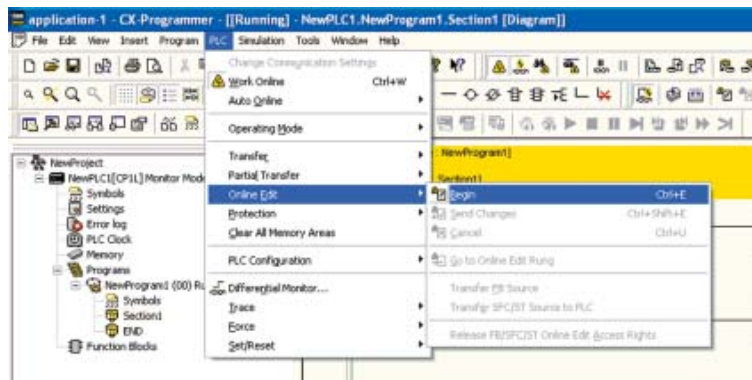 application-1 - CX-Programmer - [[Running] - NewPLC1.NewProgram1.Section1 [Diagram]]
File Edit View Insert Program PLC Simulation Tools Window Help
Change Communication Settings
Work Online Ctrl+W
Auto Online
Operating Mode
NewProgram1]
Transfer
Partial Transfer
Section1]
Online Edit
Begin Ctrl+E
Protection
Send Changes Ctrl+Shift+E
Clear All Memory Areas
Cancel Ctrl+U
PLC Configuration
Go to Online Edit Rung
Differential Monitor...
Transfer FB Source
Trace
Transfer SFC/ST Source to PLC
Force
Release FB/SFC/ST Online Edit Access Rights
Set/Reset
NewProject
NewPLC1[CP1L] Monitor Mode
Symbols
Settings
Error log
PLC Clock
Memory
Programs
NewProgram1 (00) Ru
Symbols
Section1
END
Function Blocks